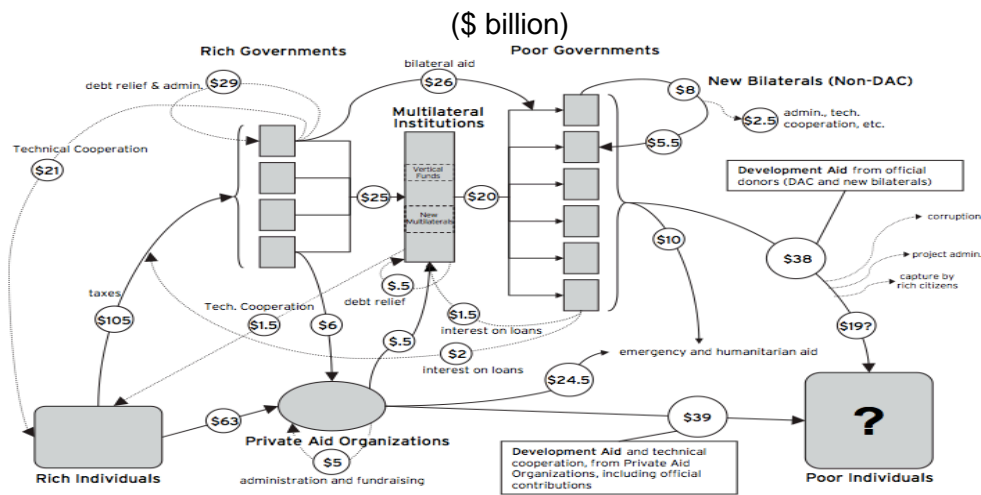 ($ billion)
Rich Governments
Poor Governments
bilateral aid
$26
debt relief & admin.
$29
New Bilaterals (Non-DAC)
$8
$2.5
admin., tech.
cooperation, etc.
$5.5
Multilateral
Institutions
Vertical
Funds
New
Multilaterals
Technical Cooperation
$21
$25
$20
Development Aid from official
donors (DAC and new bilaterals)
corruption
project admin.
capture by
rich citizens
$10
$38
$19?
taxes
$105
Tech. Cooperation
$1.5
$6
$.5
debt relief
$.5
$1.5
interest on loans
$2
interest on loans
emergency and humanitarian aid
$24.5
$63
$39
?
Private Aid Organizations
$5
administration and fundraising
Development Aid and technical
cooperation, from Private Aid
Organizations, including official
contributions
Rich Individuals
Poor Individuals